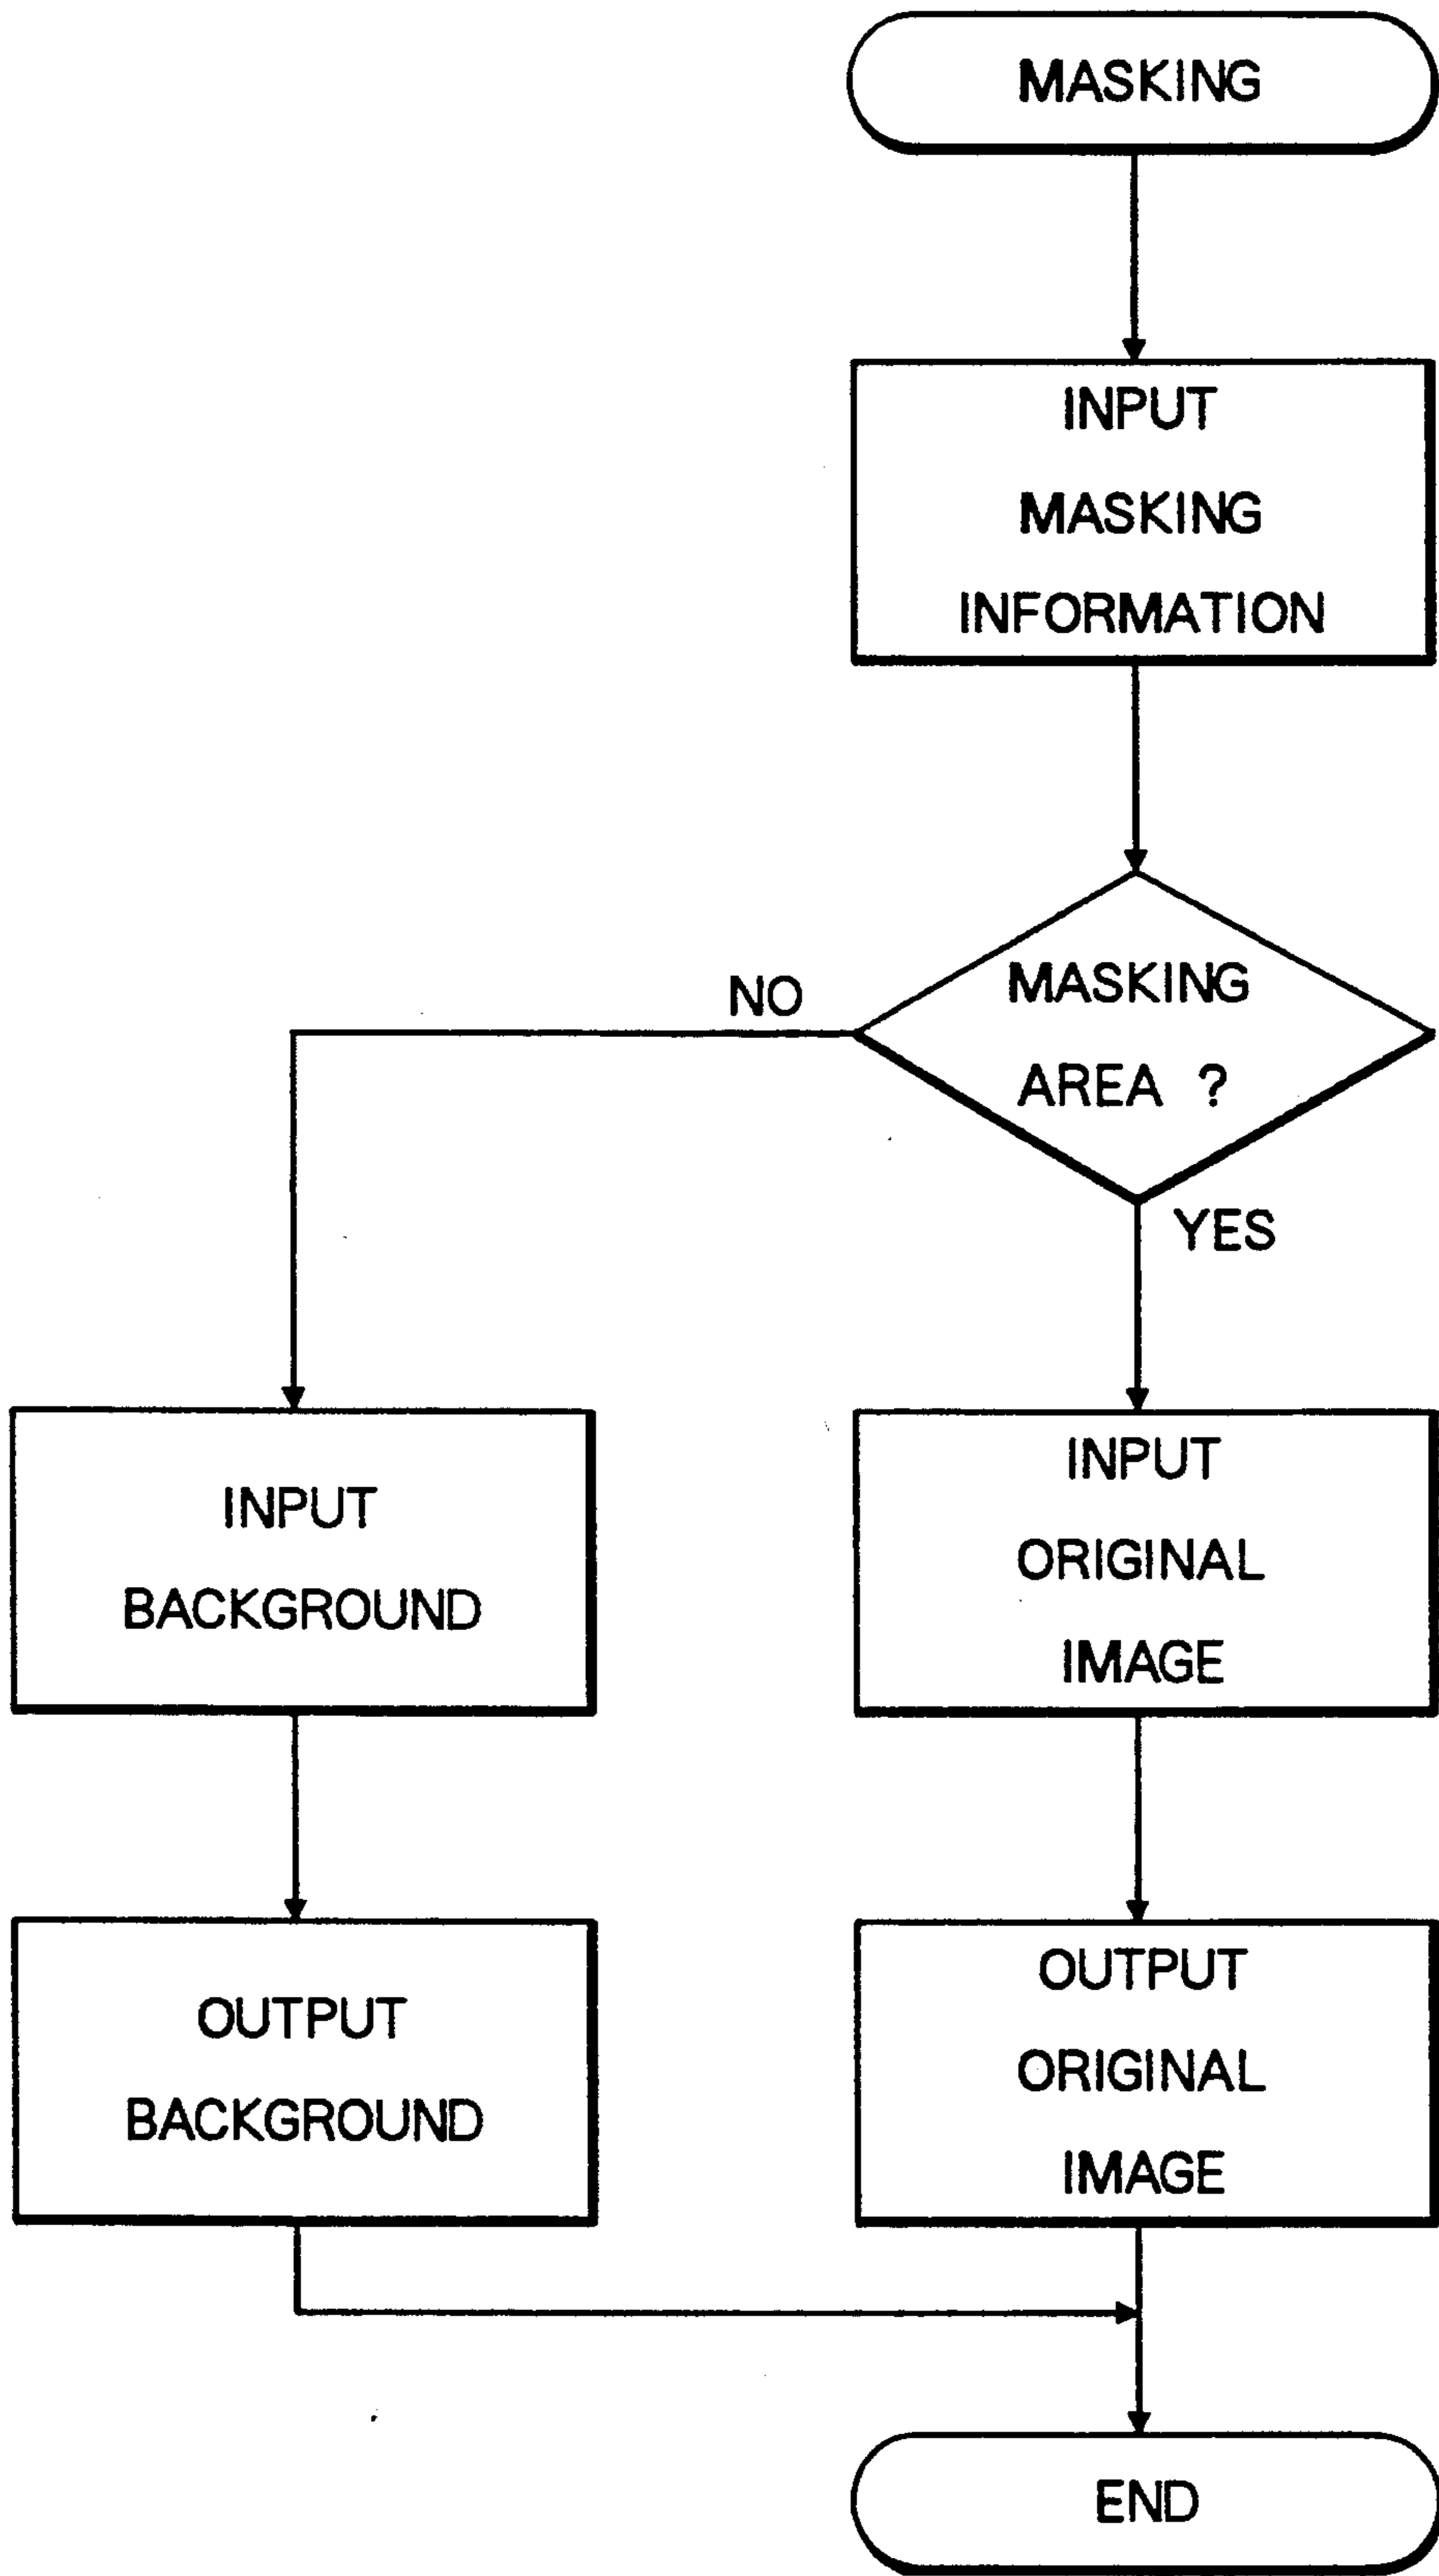 MASKING
INPUT
MASKING
INFORMATION
MASKING
AREA ?
NO
YES
INPUT
BACKGROUND
INPUT
ORIGINAL
IMAGE
OUTPUT
BACKGROUND
OUTPUT
ORIGINAL
IMAGE
END